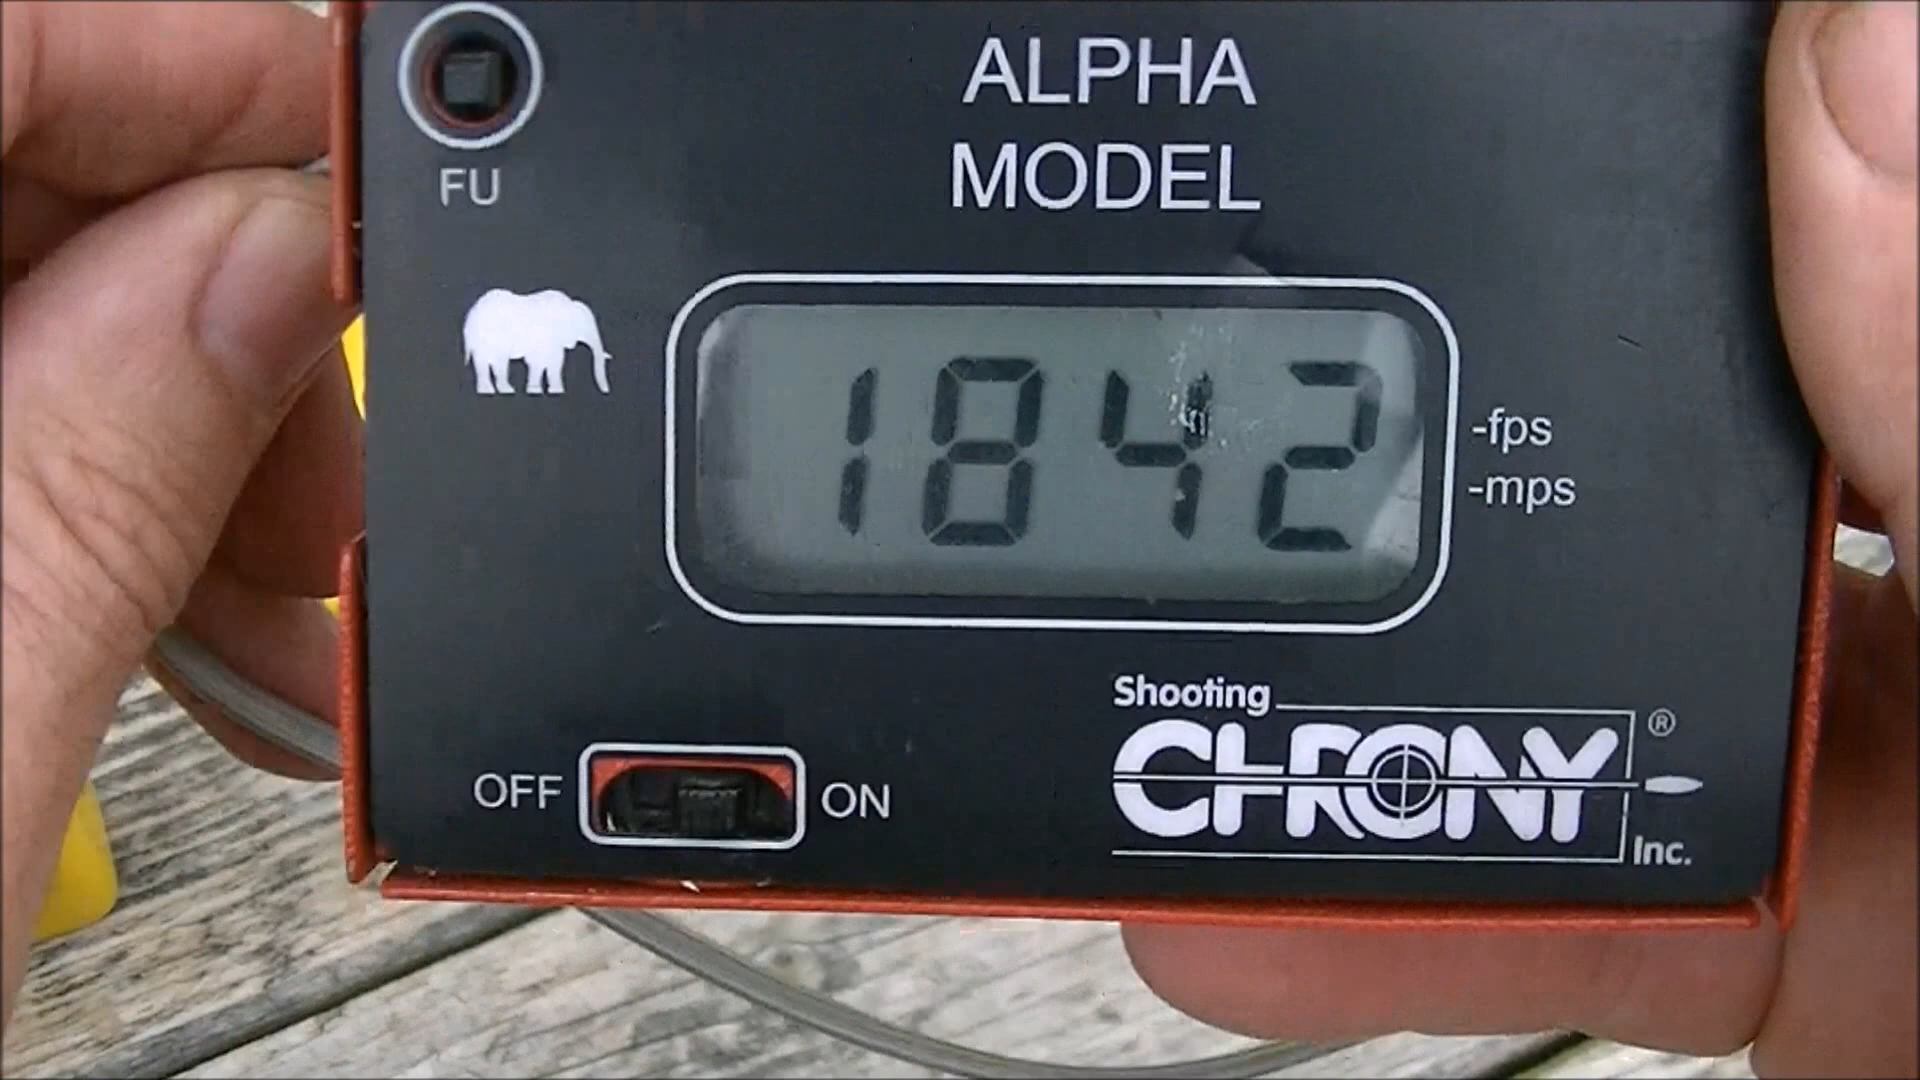 ALPHA
MODEL
FU
1842
-fps
-mps
Shooting
CHRONY ®
Inc.
OFF ON